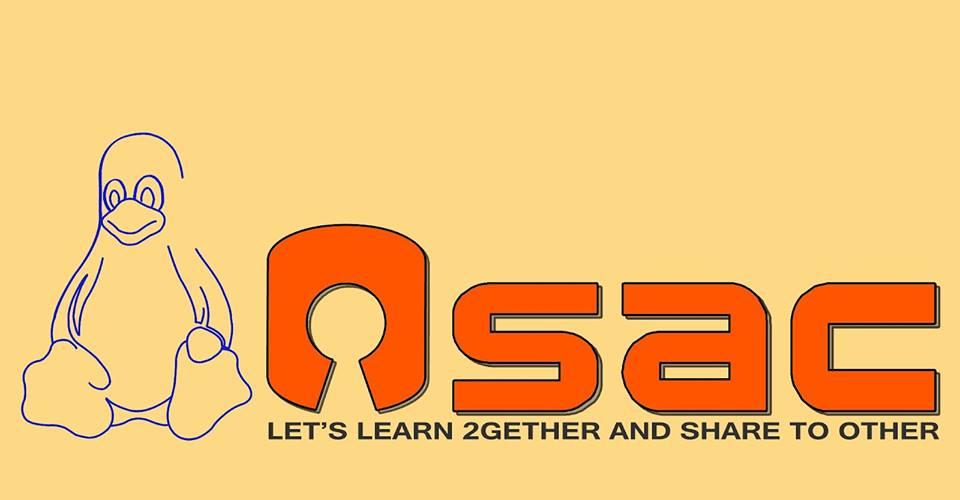 Osac
LET'S LEARN 2GETHER AND SHARE TO OTHER